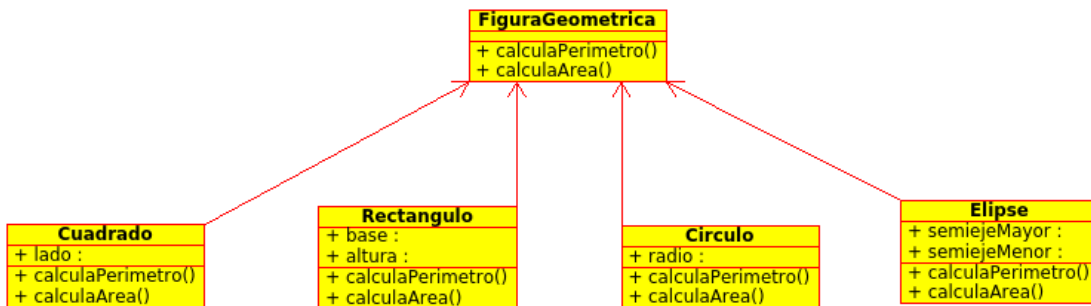 FiguraGeometrica
+ calculaPerimetro()
+ calculaArea()
Cuadrado
+ lado :
+ calculaPerimetro()
+ calculaArea()
Rectangulo
+ base :
+ altura :
+ calculaPerimetro()
+ calculaArea()
Circulo
+ radio :
+ calculaPerimetro()
+ calculaArea()
Elipse
+ semiejeMayor :
+ semiejeMenor :
+ calculaPerimetro()
+ calculaArea()